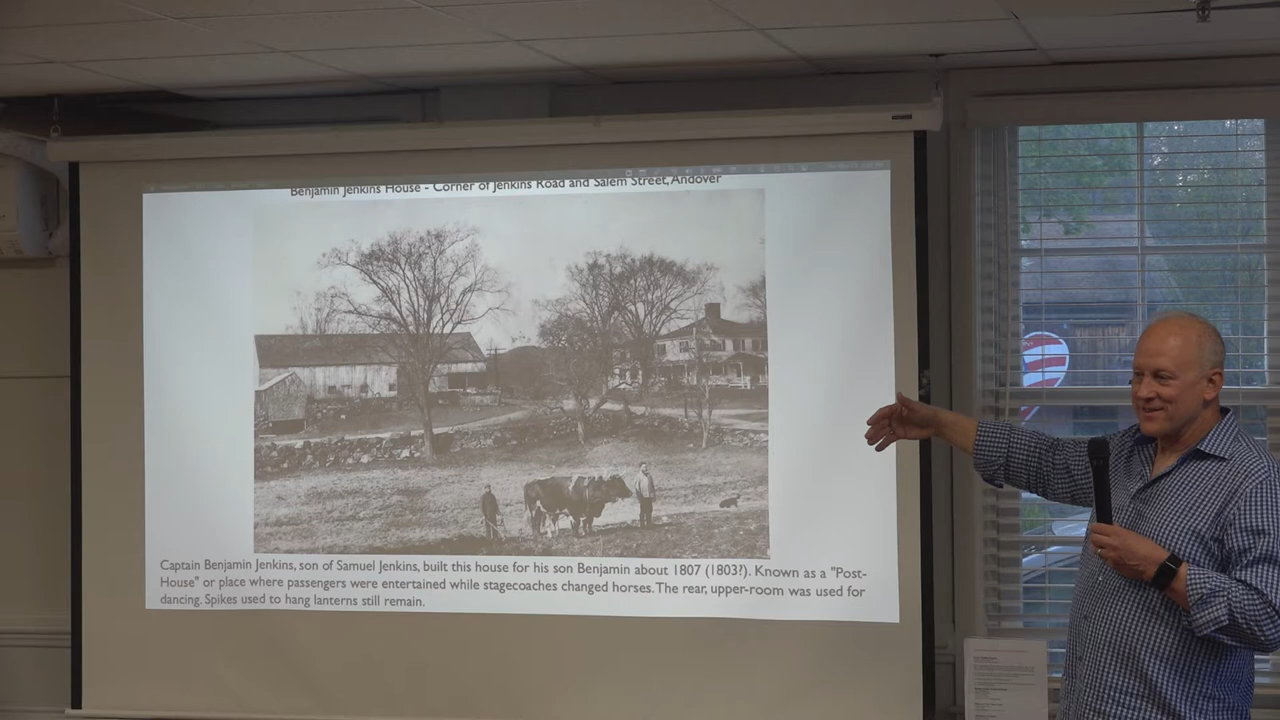 Benjamin Jenkins House - Corner of Jenkins Road and Salem Street, Andover
Captain Benjamin Jenkins, son of Samuel Jenkins, built this house for his son Benjamin about 1807 (1803?). Known as a "Post-
House" or place where passengers were entertained while stagecoaches changed horses. The rear, upper-room was used for
dancing. Spikes used to hang lanterns still remain.